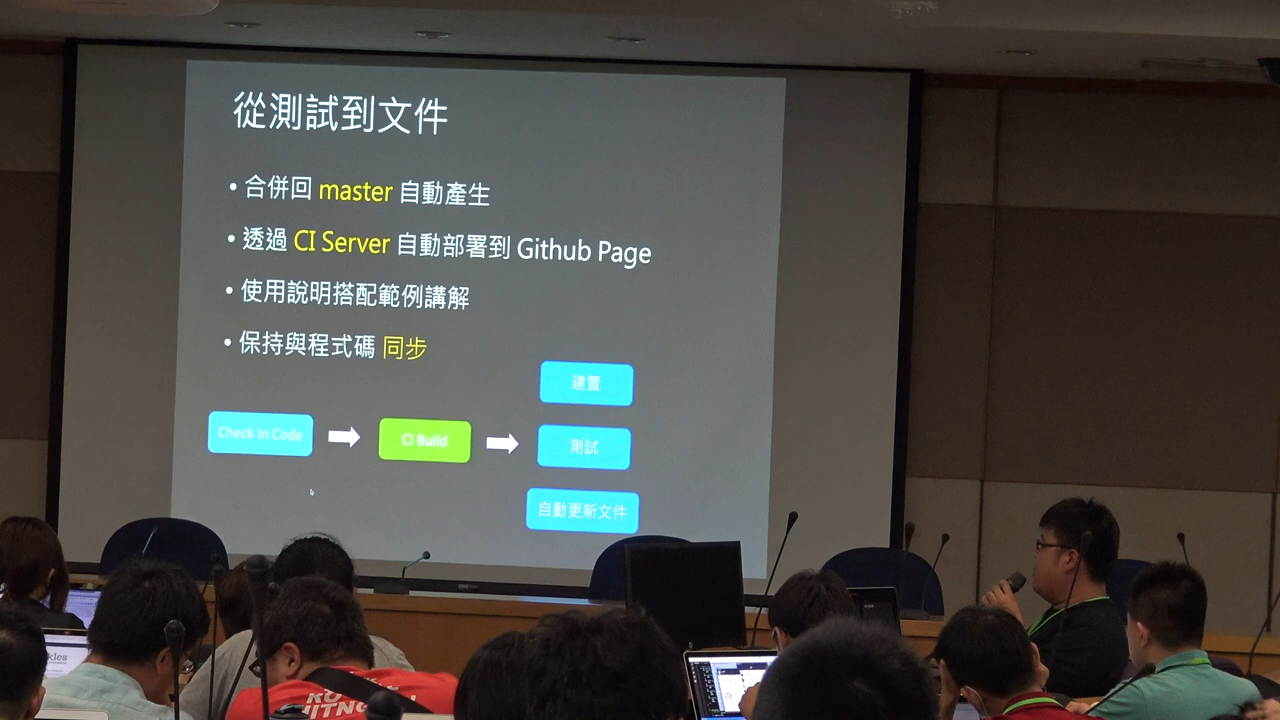 從測試到文件
• 合併回 master 自動產生
• 透過 CI Server 自動部署到 Github Page
• 使用說明搭配範例講解
• 保持與程式碼 同步
建置
Check In Code
CI Build
測試
自動更新文件
kles